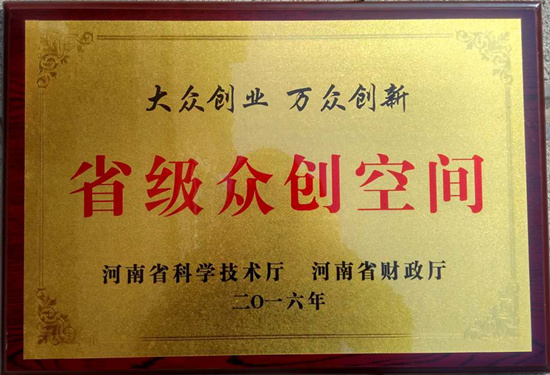 大众创业 万众创新
省级众创空间
河南省科学技术厅 河南省财政厅
二〇一六年